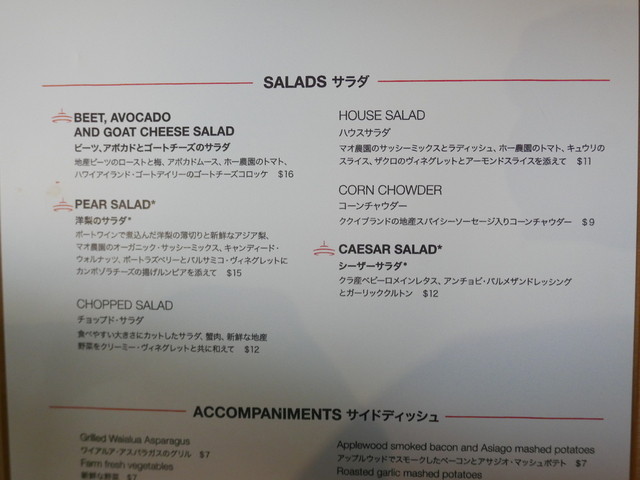 SALADS サラダ
BEET, AVOCADO
AND GOAT CHEESE SALAD
ビーツ、アボカドとゴートチーズのサラダ
地産ビーツのローストと梅、アボカドムース、ホー農園のトマト、
ハワイアイランド・ゴートデイリーのゴートチーズコロッケ $16
PEAR SALAD*
洋梨のサラダ*
ポートワインで煮込んだ洋梨の薄切りと新鮮なアジア梨、
マオ農園のオーガニック・サッシーミックス、キャンディード・
ウォルナッツ、ポートラズベリーとバルサミコ・ヴィネグレットに
カンボゾラチーズの揚げルンピアを添えて $15
CHOPPED SALAD
チョップド・サラダ
食べやすい大きさにカットしたサラダ、蟹肉、新鮮な地産
野菜をクリーミー・ヴィネグレットと共に和えて $12
HOUSE SALAD
ハウスサラダ
マオ農園のサッシーミックスとラディッシュ、ホー農園のトマト、キュウリの
スライス、ザクロのヴィネグレットとアーモンドスライスを添えて $11
CORN CHOWDER
コーンチャウダー
ククイブランドの地産スパイシーソーセージ入りコーンチャウダー $9
CAESAR SALAD*
シーザーサラダ*
クラ産ベビーロメインレタス、アンチョビ・パルメザンドレッシング
とガーリッククルトン $12
ACCOMPANIMENTS サイドディッシュ
Grilled Waialua Asparagus
ワイアルア・アスパラガスのグリル $7
Farm fresh vegetables
新鮮な野菜 $7
Applewood smoked bacon and Asiago mashed potatoes
アップルウッドでスモークしたベーコンとアサジオ・マッシュポテト $7
Roasted garlic mashed potatoes